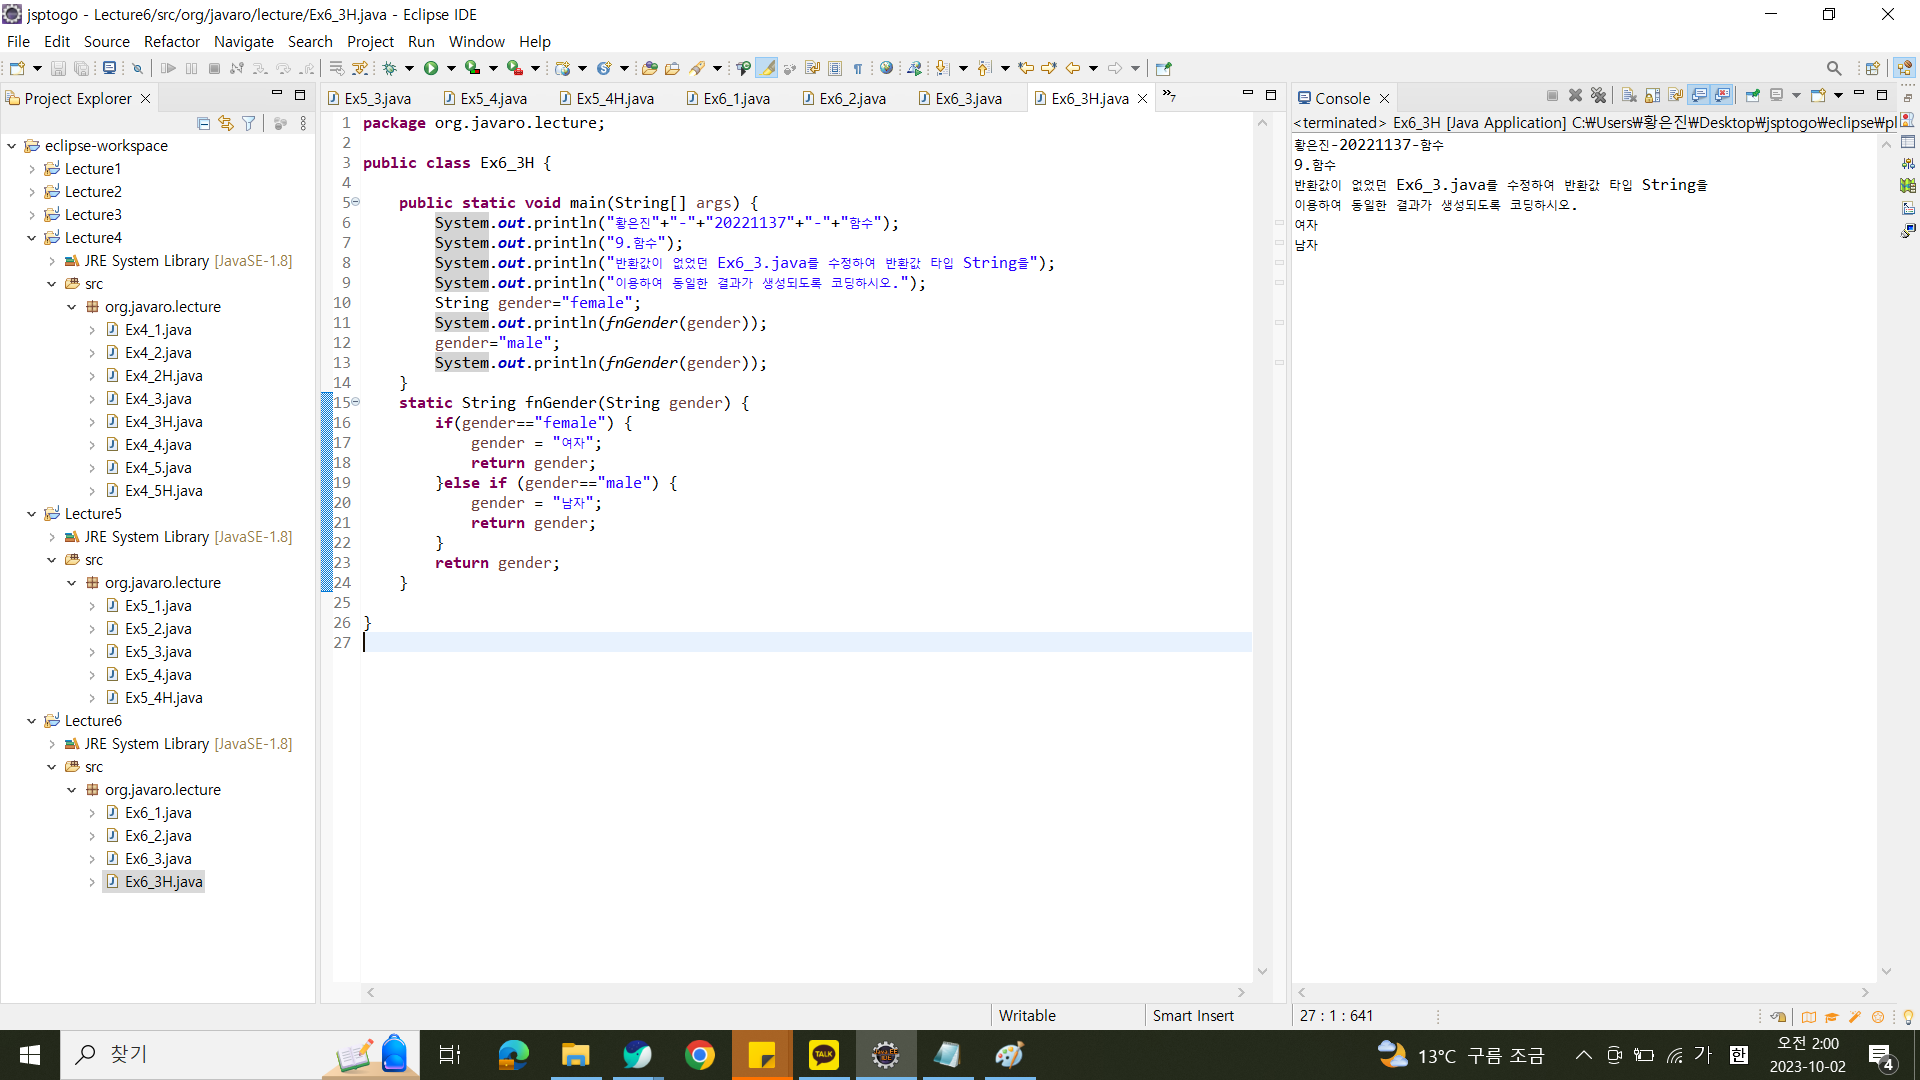 jsptogo - Lecture6/src/org/javaro/lecture/Ex6_3H.java - Eclipse IDE
File Edit Source Refactor Navigate Search Project Run Window Help
Project Explorer
eclipse-workspace
Lecture1
Lecture2
Lecture3
Lecture4
JRE System Library [JavaSE-1.8]
src
org.javaro.lecture
Ex4_1.java
Ex4_2.java
Ex4_2H.java
Ex4_3.java
Ex4_3H.java
Ex4_4.java
Ex4_5.java
Ex4_5H.java
Lecture5
JRE System Library [JavaSE-1.8]
src
org.javaro.lecture
Ex5_1.java
Ex5_2.java
Ex5_3.java
Ex5_4.java
Ex5_4H.java
Lecture6
JRE System Library [JavaSE-1.8]
src
org.javaro.lecture
Ex6_1.java
Ex6_2.java
Ex6_3.java
Ex6_3H.java
Ex5_3.java Ex5_4.java Ex5_4H.java Ex6_1.java Ex6_2.java Ex6_3.java Ex6_3H.java »7
1 package org.javaro.lecture;
2
3 public class Ex6_3H {
4
5 public static void main(String[] args) {
6 System.out.println("황은진"+"-"+"20221137"+"-"+"함수");
7 System.out.println("9.함수");
8 System.out.println("반환값이 없었던 Ex6_3.java를 수정하여 반환값 타입 String을");
9 System.out.println("이용하여 동일한 결과가 생성되도록 코딩하시오.");
10 String gender="female";
11 System.out.println(fnGender(gender));
12 gender="male";
13 System.out.println(fnGender(gender));
14 }
15 static String fnGender(String gender) {
16 if(gender=="female") {
17 gender = "여자";
18 return gender;
19 }else if (gender=="male") {
20 gender = "남자";
21 return gender;
22 }
23 return gender;
24 }
25
26 }
27
Console
<terminated> Ex6_3H [Java Application] C:₩Users₩황은진₩Desktop₩jsptogo₩eclipse₩pl
황은진-20221137-함수
9.함수
반환값이 없었던 Ex6_3.java를 수정하여 반환값 타입 String을
이용하여 동일한 결과가 생성되도록 코딩하시오.
여자
남자
Writable Smart Insert 27 : 1 : 641
찾기
TALK
13°C 구름 조금
가 한
오전 2:00
2023-10-02
4